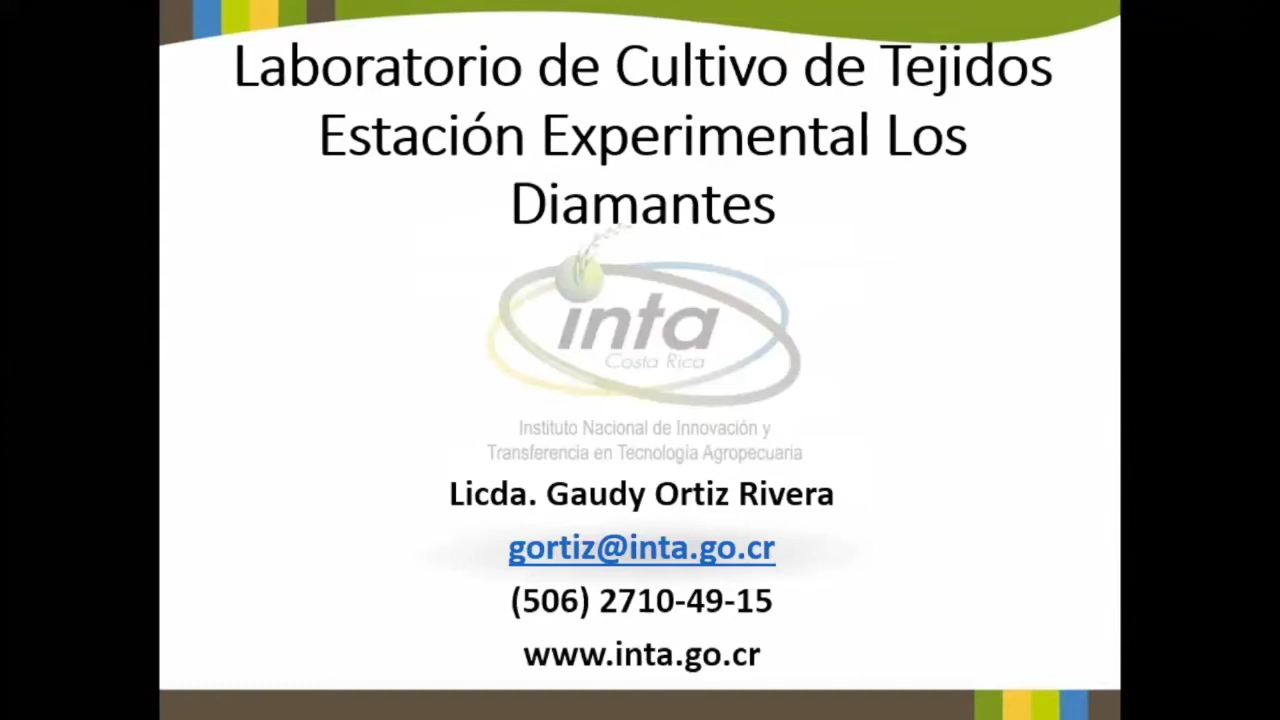 Laboratorio de Cultivo de Tejidos
Estación Experimental Los
Diamantes
inta
Costa Rica
Instituto Nacional de Innovación y
Transferencia en Tecnología Agropecuaria
Licda. Gaudy Ortiz Rivera
gortiz@inta.go.cr
(506) 2710-49-15
www.inta.go.cr